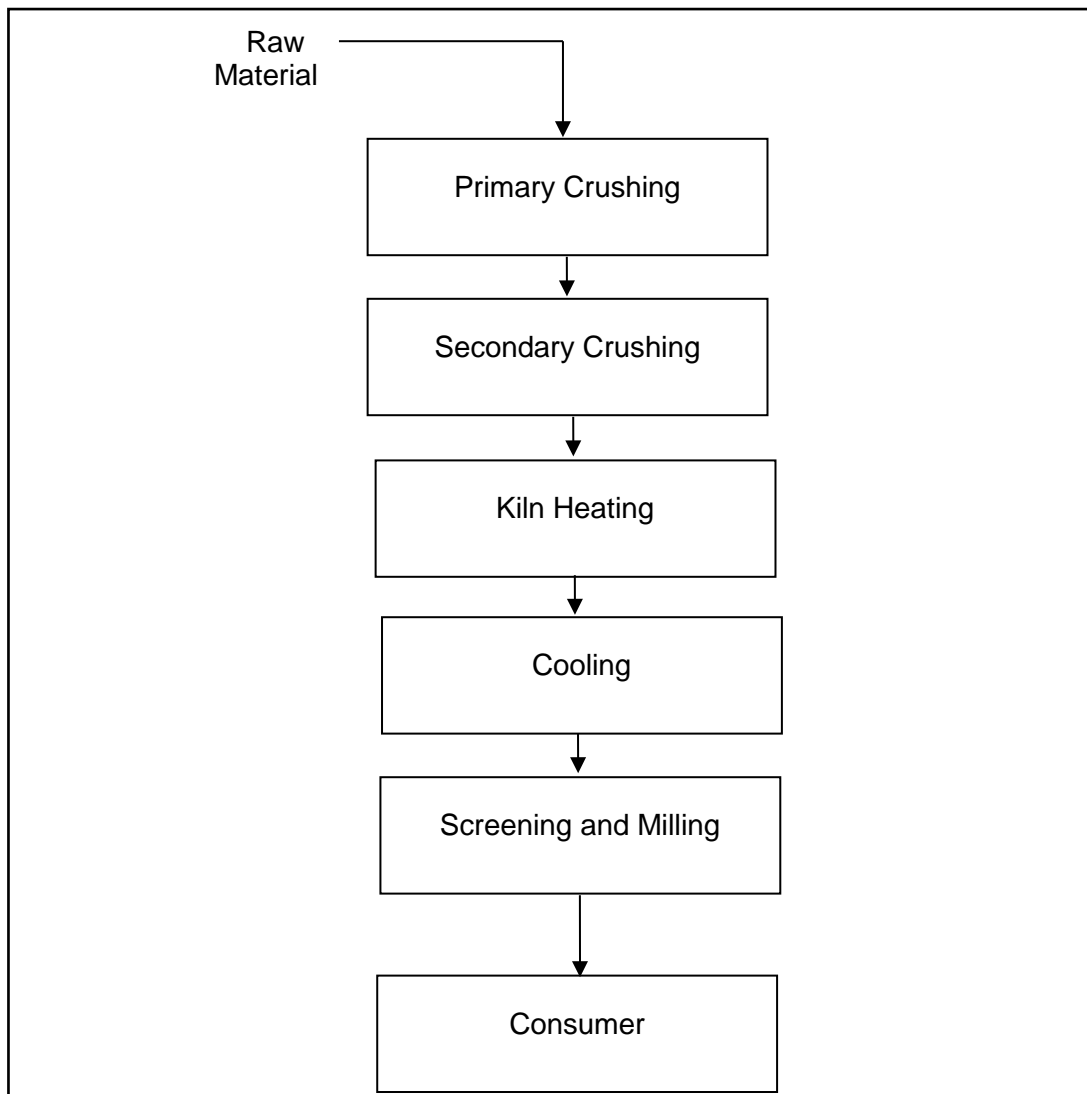 Raw
Material
Primary Crushing
Secondary Crushing
Kiln Heating
Cooling
Screening and Milling
Consumer